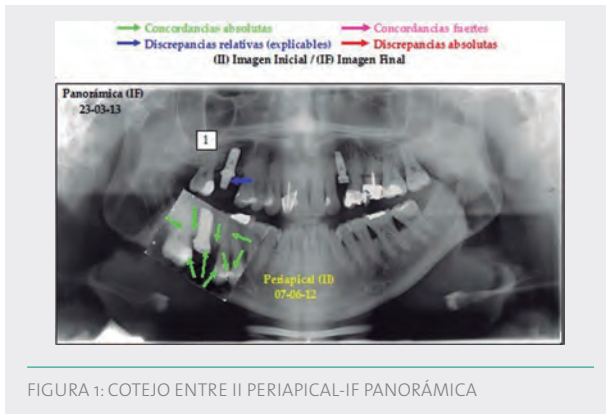 Concordancias absolutas
Concordancias fuertes
Discrepancias relativas (explicables)
Discrepancias absolutas
(II) Imagen Inicial / (IF) Imagen Final
Panorámica (IF)
23-03-13
1
Periapical (II)
07-06-12
FIGURA 1: COTEJO ENTRE II PERIAPICAL-IF PANORÁMICA